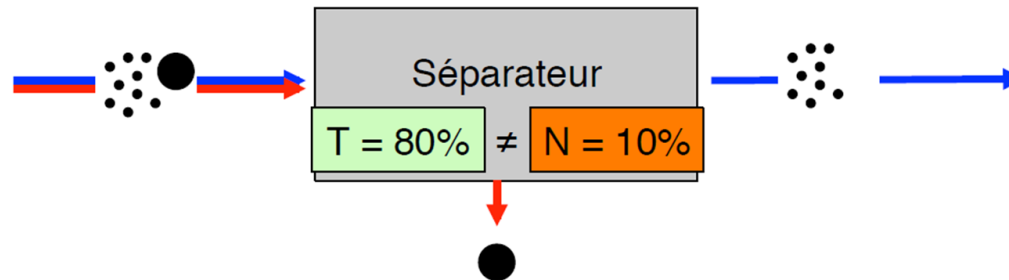 Séparateur
T = 80% ≠ N = 10%